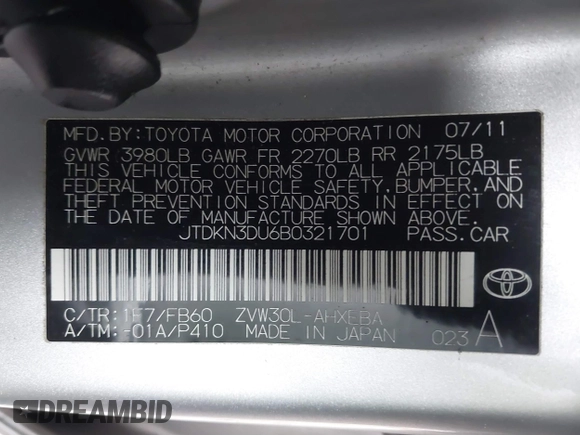 MFD. BY: TOYOTA MOTOR CORPORATION 07/11
GVWR 3980LB GAWR FR 2270LB RR 2175LB
THIS VEHICLE CONFORMS TO ALL APPLICABLE
FEDERAL MOTOR VEHICLE SAFETY, BUMPER, AND
THEFT PREVENTION STANDARDS IN EFFECT ON
THE DATE OF MANUFACTURE SHOWN ABOVE.
JTDKN3DU6B0321701 PASS. CAR
C/TR: 1F7/FB60 ZVW30L-AHXEBA
A/TM: -01A/P410 MADE IN JAPAN 023 A
DREAMBID